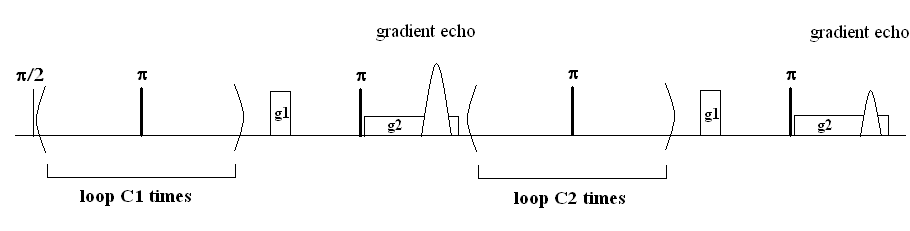 gradient echo
gradient echo
π/2
π
π
π
π
g1
g2
g1
g2
loop C1 times
loop C2 times